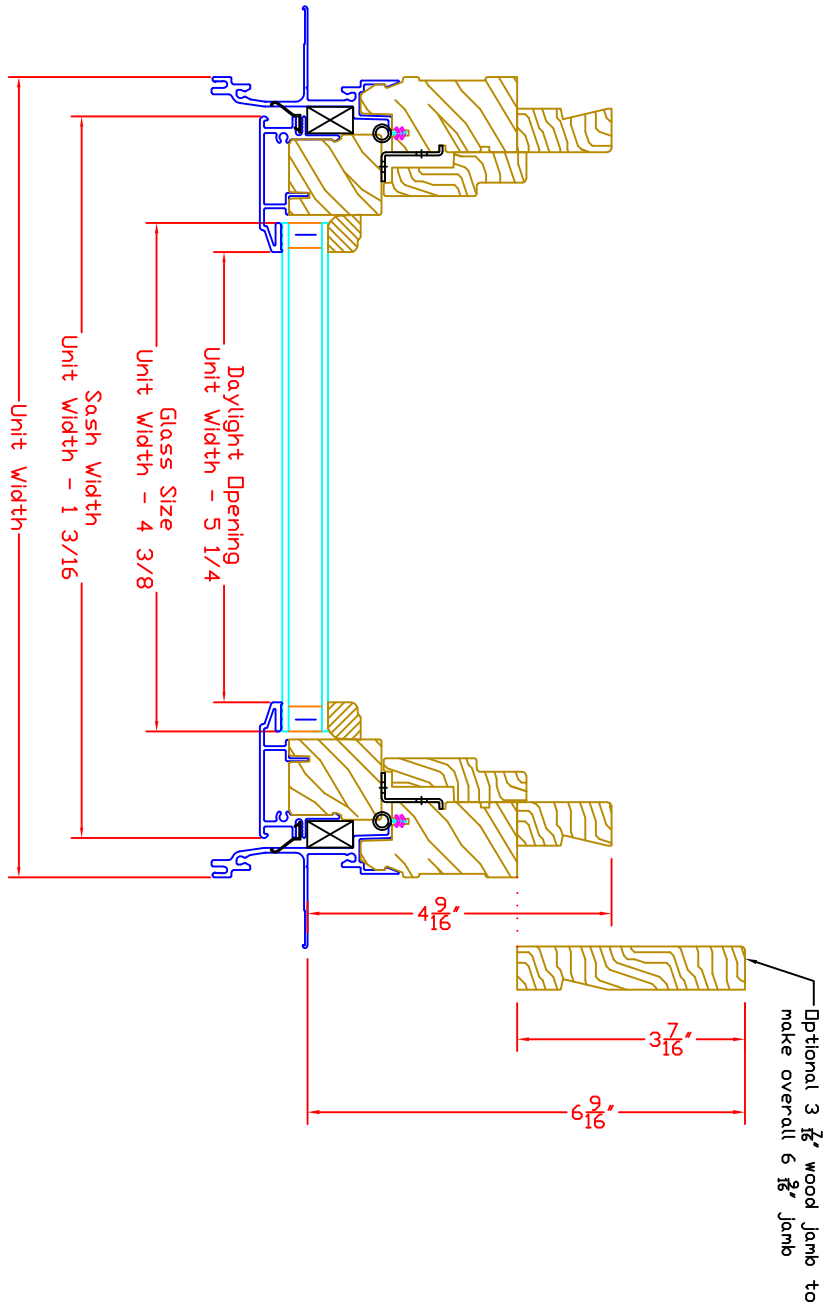 Optional 3 7/16" wood jamb to
make overall 6 9/16" jamb
4 9/16"
3 7/16"
6 9/16"
Daylight Opening
Unit Width - 5 1/4
Glass Size
Unit Width - 4 3/8
Sash Width
Unit Width - 1 3/16
Unit Width